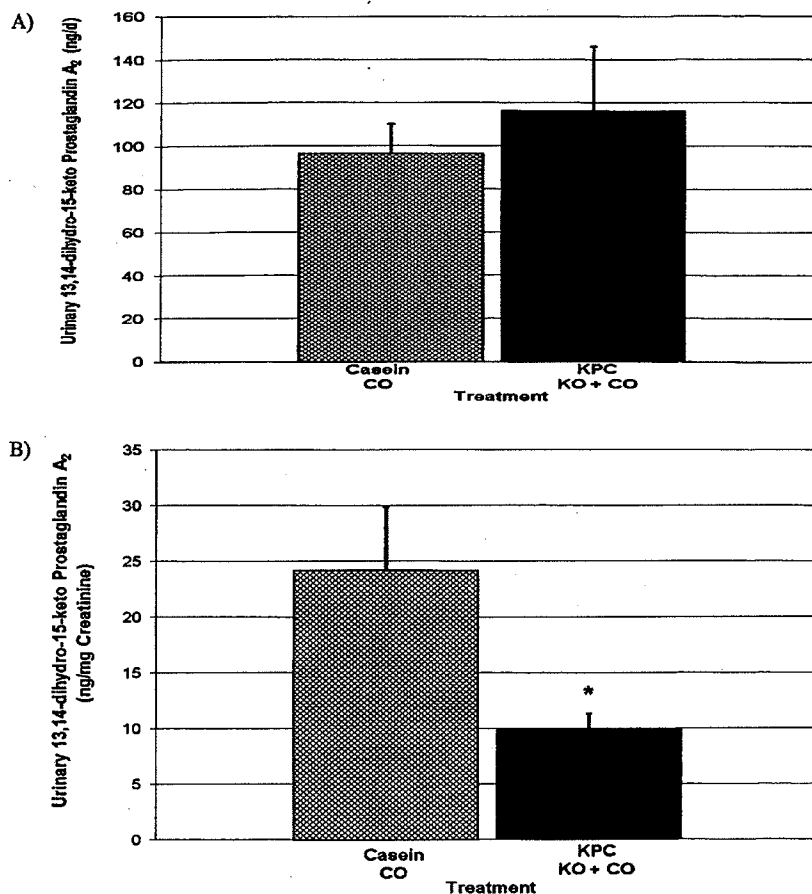 A)
Urinary 13,14-dihydro-15-keto Prostaglandin A2 (ng/d)
160
140
120
100
80
60
40
20
0
Casein
CO
KPC
KO + CO
Treatment
B)
Urinary 13,14-dihydro-15-keto Prostaglandin A2
(ng/mg Creatinine)
35
30
25
20
15
10
5
0
*
Casein
CO
KPC
KO + CO
Treatment